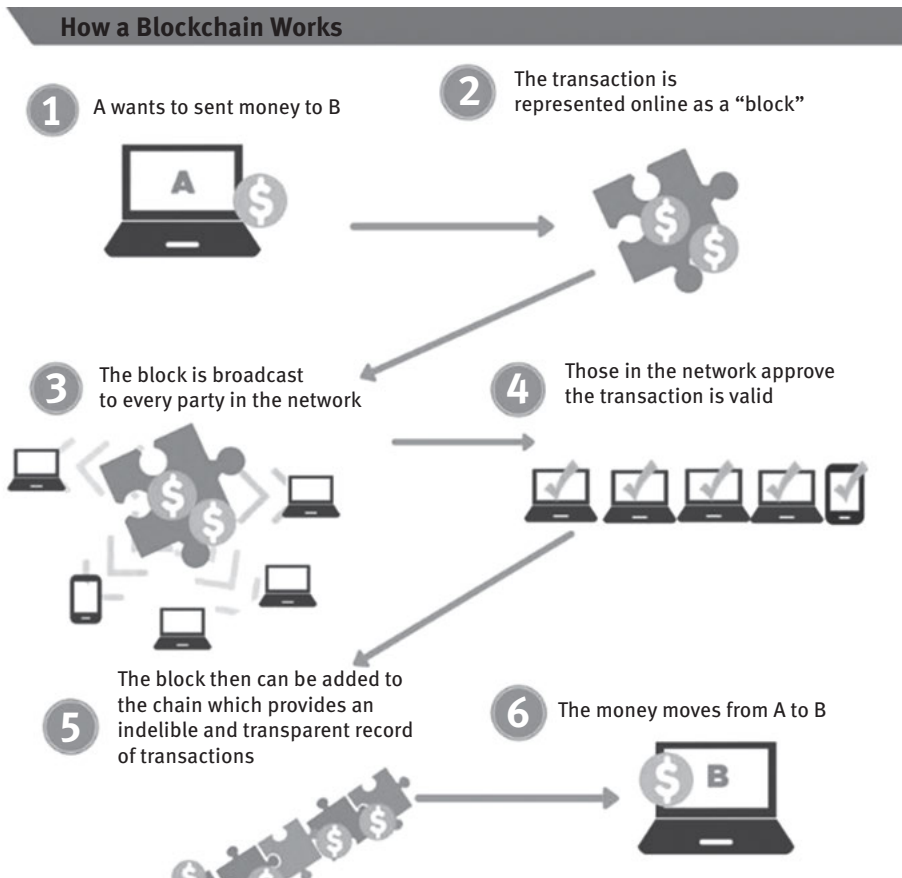 How a Blockchain Works
1
A wants to sent money to B
2
The transaction is
represented online as a “block”
A
$
$
$
3
The block is broadcast
to every party in the network
4
Those in the network approve
the transaction is valid
$
$
5
The block then can be added to
the chain which provides an
indelible and transparent record
of transactions
6
The money moves from A to B
$
B
$
$
$
$